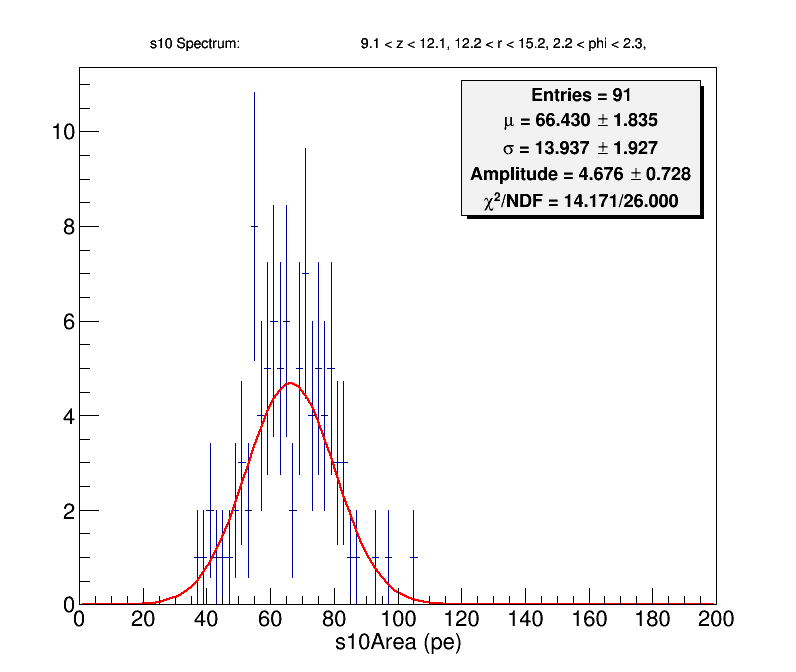 s10 Spectrum: 9.1 < z < 12.1, 12.2 < r < 15.2, 2.2 < phi < 2.3,
Entries = 91
μ = 66.430 ± 1.835
σ = 13.937 ± 1.927
Amplitude = 4.676 ± 0.728
χ²/NDF = 14.171/26.000
10
8
6
4
2
0
0 20 40 60 80 100 120 140 160 180 200
s10Area (pe)